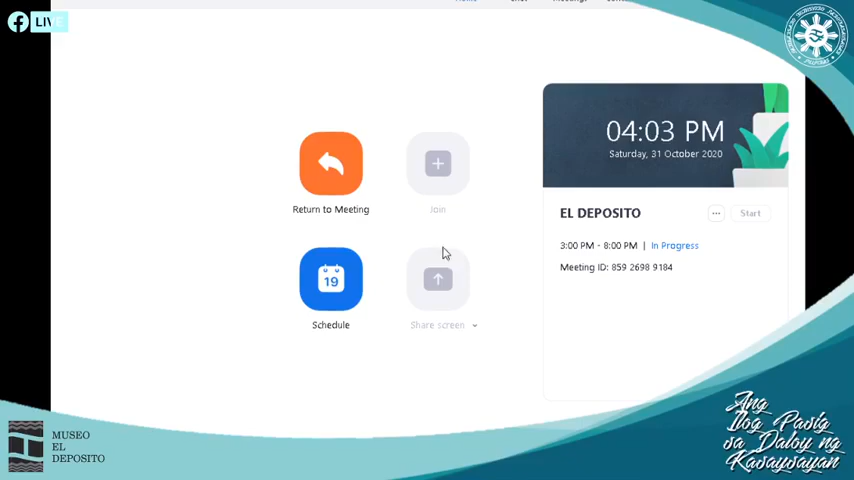 LIVE
04:03 PM
Saturday, 31 October 2020
Return to Meeting
Join
EL DEPOSITO
...
Start
3:00 PM - 8:00 PM | In Progress
Meeting ID: 859 2698 9184
Schedule
19
Share screen
MUSEO
EL
DEPOSITO
Ang
Ilog Pasig
sa Daloy ng
Kasaysayan